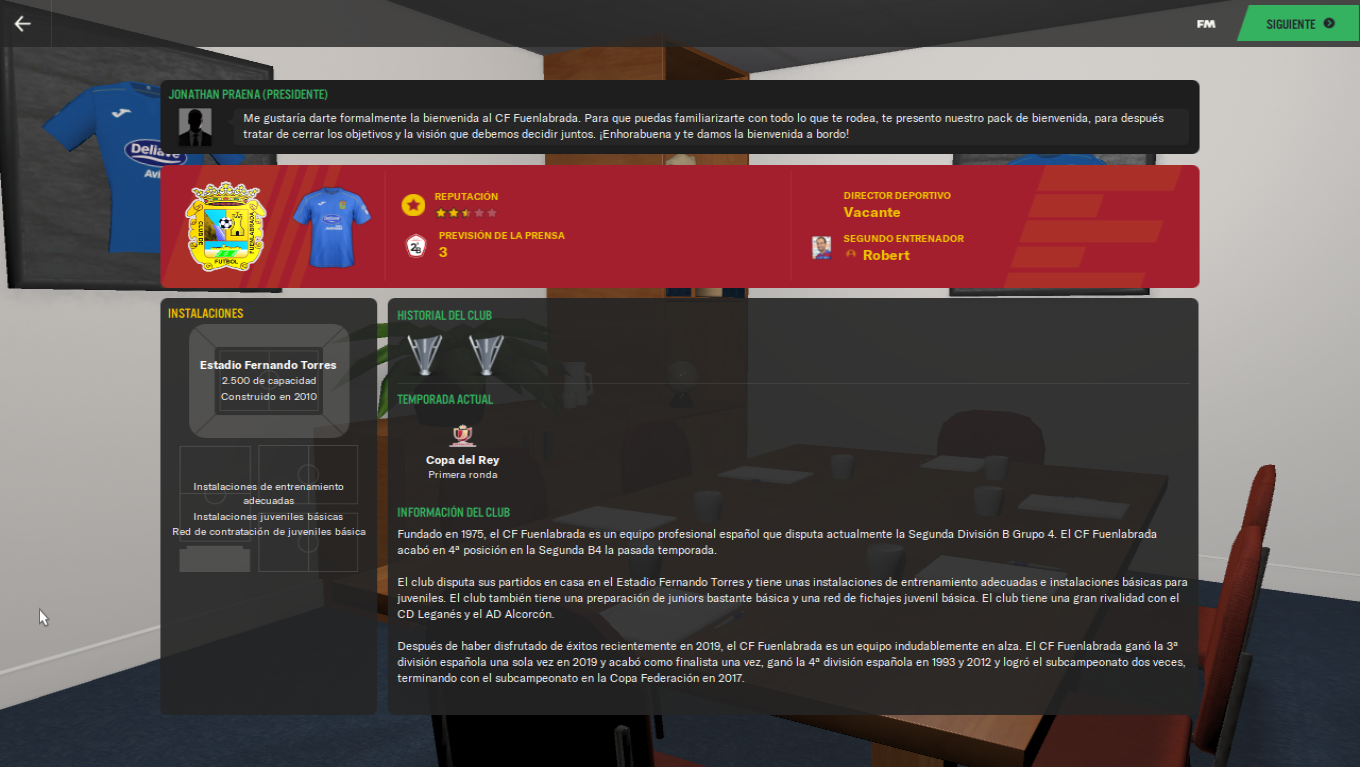 FM
SIGUIENTE
JONATHAN PRAENA (PRESIDENTE)
Me gustaría darte formalmente la bienvenida al CF Fuenlabrada. Para que puedas familiarizarte con todo lo que te rodea, te presento nuestro pack de bienvenida, para después
tratar de cerrar los objetivos y la visión que debemos decidir juntos. ¡Enhorabuena y te damos la bienvenida a bordo!
REPUTACIÓN
PREVISIÓN DE LA PRENSA
2B
3
DIRECTOR DEPORTIVO
Vacante
SEGUNDO ENTRENADOR
Robert
CLUB DE
FUTBOL
FUENLABRADA
INSTALACIONES
Estadio Fernando Torres
2.500 de capacidad
Construido en 2010
Instalaciones de entrenamiento
adecuadas
Instalaciones juveniles básicas
Red de contratación de juveniles básica
HISTORIAL DEL CLUB
TEMPORADA ACTUAL
Copa del Rey
Primera ronda
INFORMACIÓN DEL CLUB
Fundado en 1975, el CF Fuenlabrada es un equipo profesional español que disputa actualmente la Segunda División B Grupo 4. El CF Fuenlabrada
acabó en 4ª posición en la Segunda B4 la pasada temporada.
El club disputa sus partidos en casa en el Estadio Fernando Torres y tiene unas instalaciones de entrenamiento adecuadas e instalaciones básicas para
juveniles. El club también tiene una preparación de juniors bastante básica y una red de fichajes juvenil básica. El club tiene una gran rivalidad con el
CD Leganés y el AD Alcorcón.
Después de haber disfrutado de éxitos recientemente en 2019, el CF Fuenlabrada es un equipo indudablemente en alza. El CF Fuenlabrada ganó la 3ª
división española una sola vez en 2019 y acabó como finalista una vez, ganó la 4ª división española en 1993 y 2012 y logró el subcampeonato dos veces,
terminando con el subcampeonato en la Copa Federación en 2017.